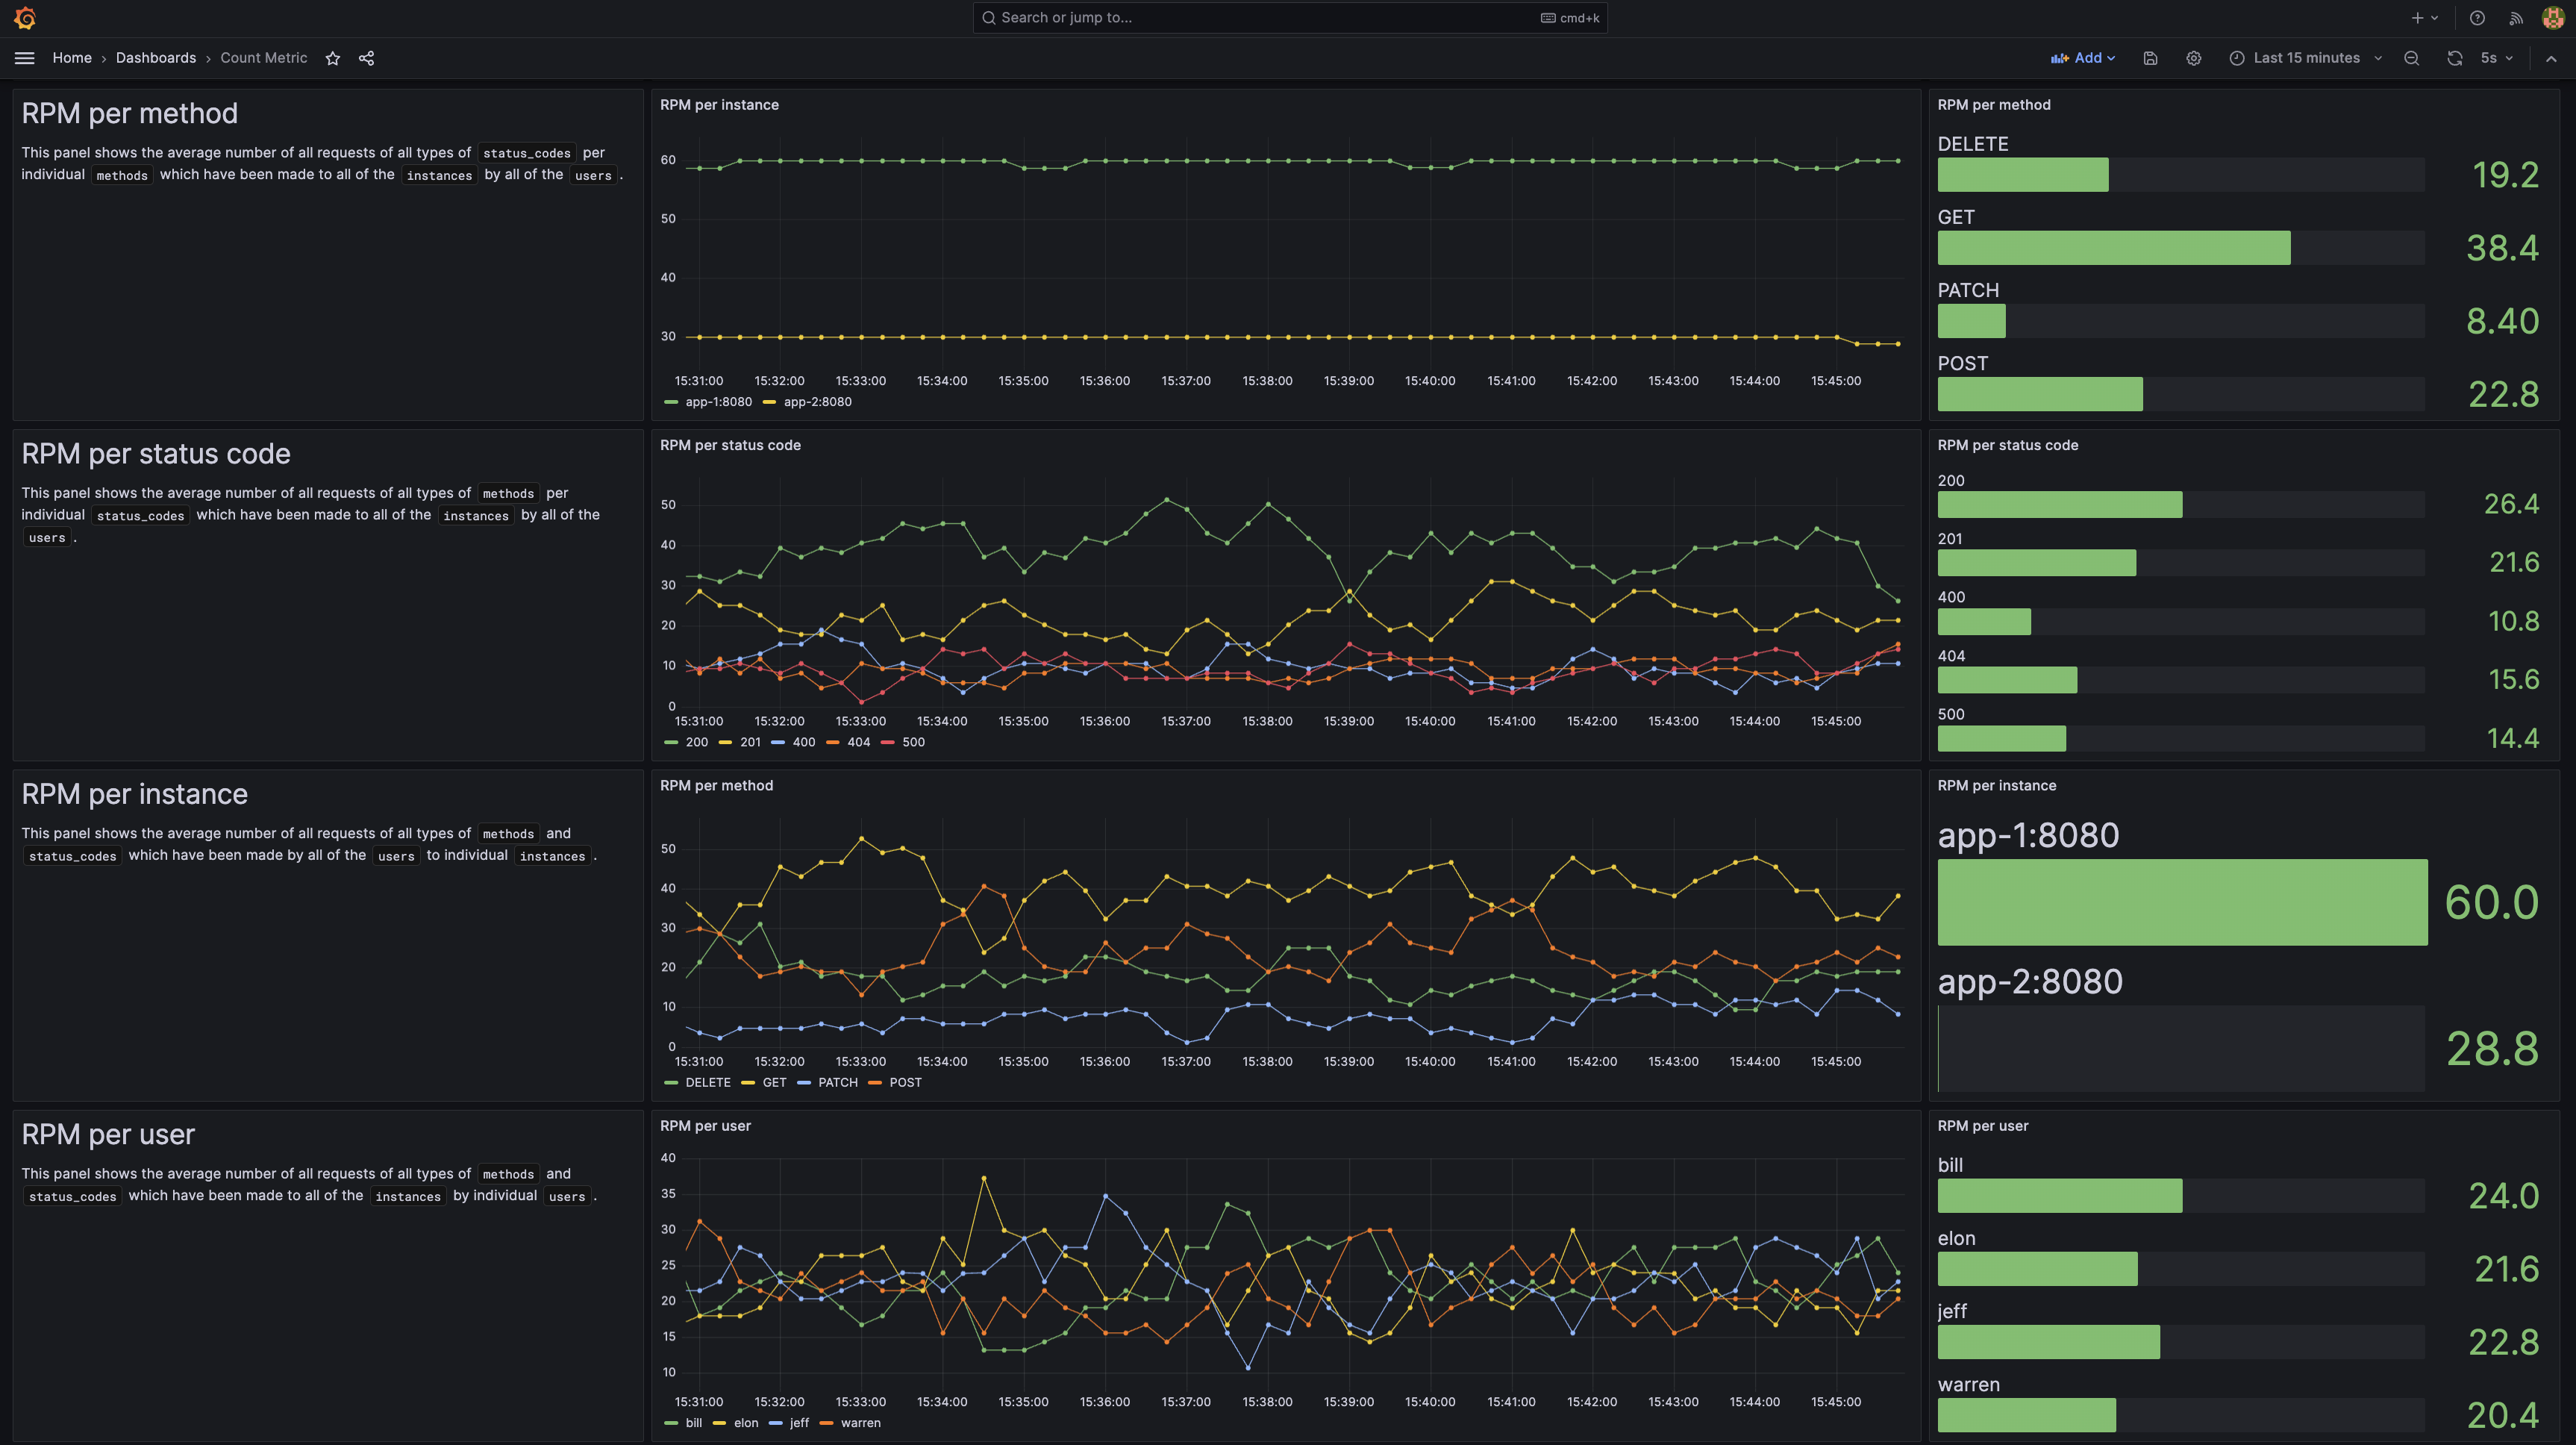 Search or jump to...
cmd+k
Home › Dashboards › Count Metric
Add
Last 15 minutes
5s
RPM per method
This panel shows the average number of all requests of all types of status_codes per
individual methods which have been made to all of the instances by all of the users.
RPM per instance
60
50
40
30
15:31:00 15:32:00 15:33:00 15:34:00 15:35:00 15:36:00 15:37:00 15:38:00 15:39:00 15:40:00 15:41:00 15:42:00 15:43:00 15:44:00 15:45:00
app-1:8080 app-2:8080
RPM per method
DELETE
19.2
GET
38.4
PATCH
8.40
POST
22.8
RPM per status code
This panel shows the average number of all requests of all types of methods per
individual status_codes which have been made to all of the instances by all of the
users.
RPM per status code
50
40
30
20
10
0
15:31:00 15:32:00 15:33:00 15:34:00 15:35:00 15:36:00 15:37:00 15:38:00 15:39:00 15:40:00 15:41:00 15:42:00 15:43:00 15:44:00 15:45:00
200 201 400 404 500
RPM per status code
200
26.4
201
21.6
400
10.8
404
15.6
500
14.4
RPM per instance
This panel shows the average number of all requests of all types of methods and
status_codes which have been made by all of the users to individual instances.
RPM per method
50
40
30
20
10
0
15:31:00 15:32:00 15:33:00 15:34:00 15:35:00 15:36:00 15:37:00 15:38:00 15:39:00 15:40:00 15:41:00 15:42:00 15:43:00 15:44:00 15:45:00
DELETE GET PATCH POST
RPM per instance
app-1:8080
60.0
app-2:8080
28.8
RPM per user
This panel shows the average number of all requests of all types of methods and
status_codes which have been made to all of the instances by individual users.
RPM per user
40
35
30
25
20
15
10
15:31:00 15:32:00 15:33:00 15:34:00 15:35:00 15:36:00 15:37:00 15:38:00 15:39:00 15:40:00 15:41:00 15:42:00 15:43:00 15:44:00 15:45:00
bill elon jeff warren
RPM per user
bill
24.0
elon
21.6
jeff
22.8
warren
20.4